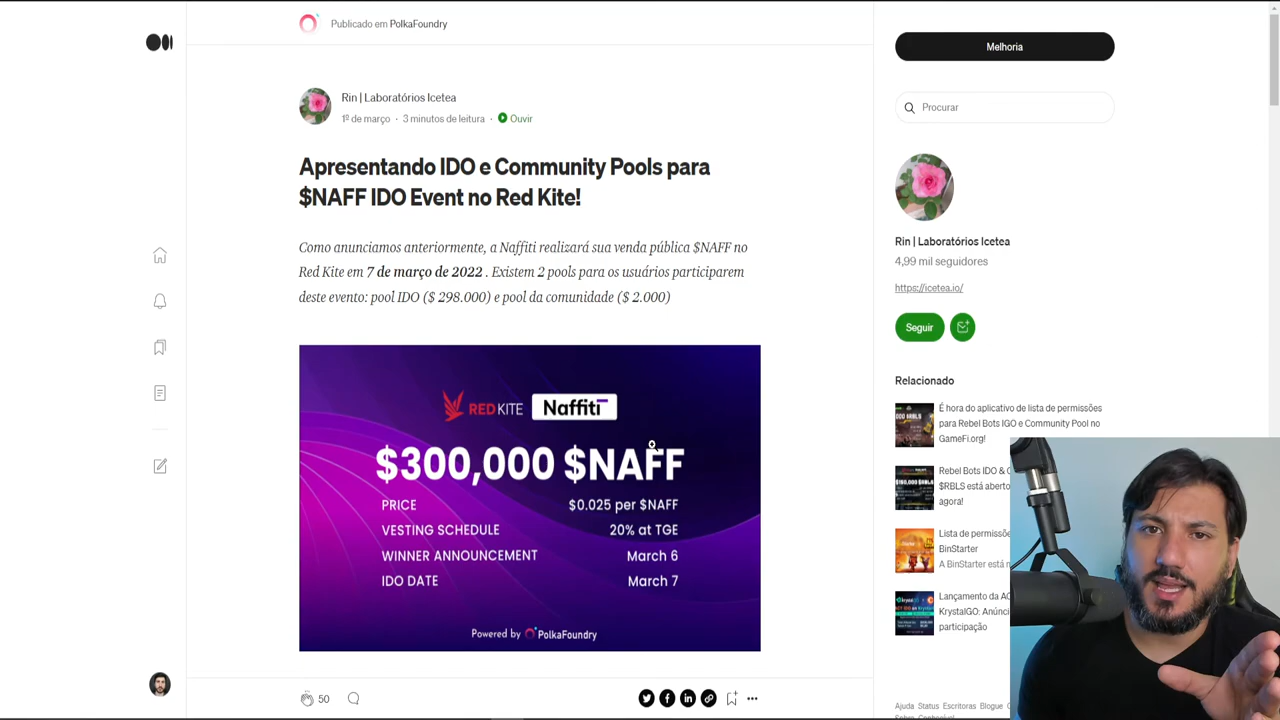 Publicado em PolkaFoundry
Melhoria
Rin | Laboratórios Icetea
1º de março · 3 minutos de leitura · Ouvir
Procurar
Apresentando IDO e Community Pools para
$NAFF IDO Event no Red Kite!
Como anunciamos anteriormente, a Naffiti realizará sua venda pública $NAFF no
Red Kite em 7 de março de 2022 . Existem 2 pools para os usuários participarem
deste evento: pool IDO ($ 298.000) e pool da comunidade ($ 2.000)
REDKITE Naffiti
$300,000 $NAFF
PRICE $0.025 per $NAFF
VESTING SCHEDULE 20% at TGE
WINNER ANNOUNCEMENT March 6
IDO DATE March 7
Powered by PolkaFoundry
50
Rin | Laboratórios Icetea
4,99 mil seguidores
https://icetea.io/
Seguir
Relacionado
É hora do aplicativo de lista de permissões
para Rebel Bots IGO e Community Pool no
GameFi.org!
Rebel Bots IDO &
$RBLS está aberto
agora!
Lista de permissõe
BinStarter
A BinStarter está
Lançamento da
KrystalGO: Anúnci
participação
Ajuda Status Escritoras Blogue